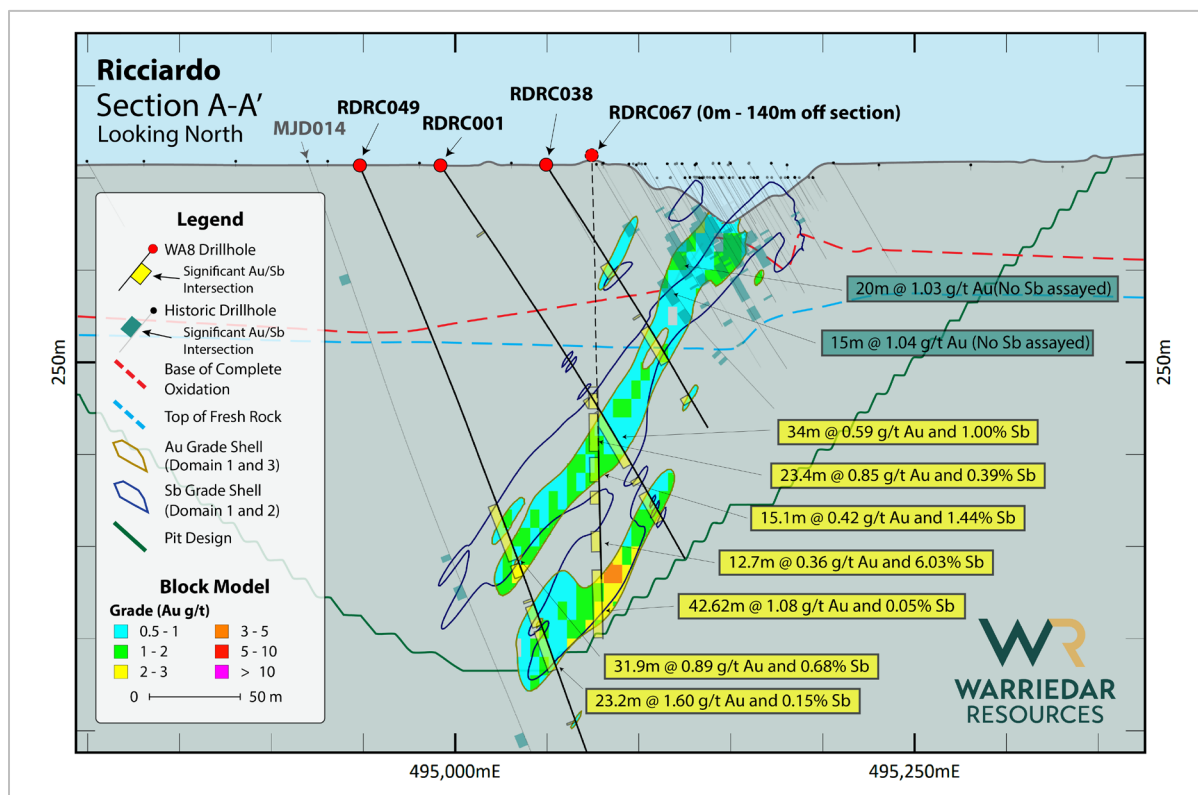 Ricciardo
Section A-A’
Looking North
MJD014
RDRC049
RDRC001
RDRC038
RDRC067 (0m - 140m off section)
Legend
WA8 Drillhole
Significant Au/Sb
Intersection
Historic Drillhole
Significant Au/Sb
Intersection
Base of Complete
Oxidation
Top of Fresh Rock
Au Grade Shell
(Domain 1 and 3)
Sb Grade Shell
(Domain 1 and 2)
Pit Design
Block Model
Grade (Au g/t)
0.5 - 1
1 - 2
2 - 3
3 - 5
5 - 10
> 10
0 50 m
20m @ 1.03 g/t Au(No Sb assayed)
15m @ 1.04 g/t Au (No Sb assayed)
34m @ 0.59 g/t Au and 1.00% Sb
23.4m @ 0.85 g/t Au and 0.39% Sb
15.1m @ 0.42 g/t Au and 1.44% Sb
12.7m @ 0.36 g/t Au and 6.03% Sb
42.62m @ 1.08 g/t Au and 0.05% Sb
31.9m @ 0.89 g/t Au and 0.68% Sb
23.2m @ 1.60 g/t Au and 0.15% Sb
250m
250m
WR
WARRIEDAR
RESOURCES
495,000mE
495,250mE